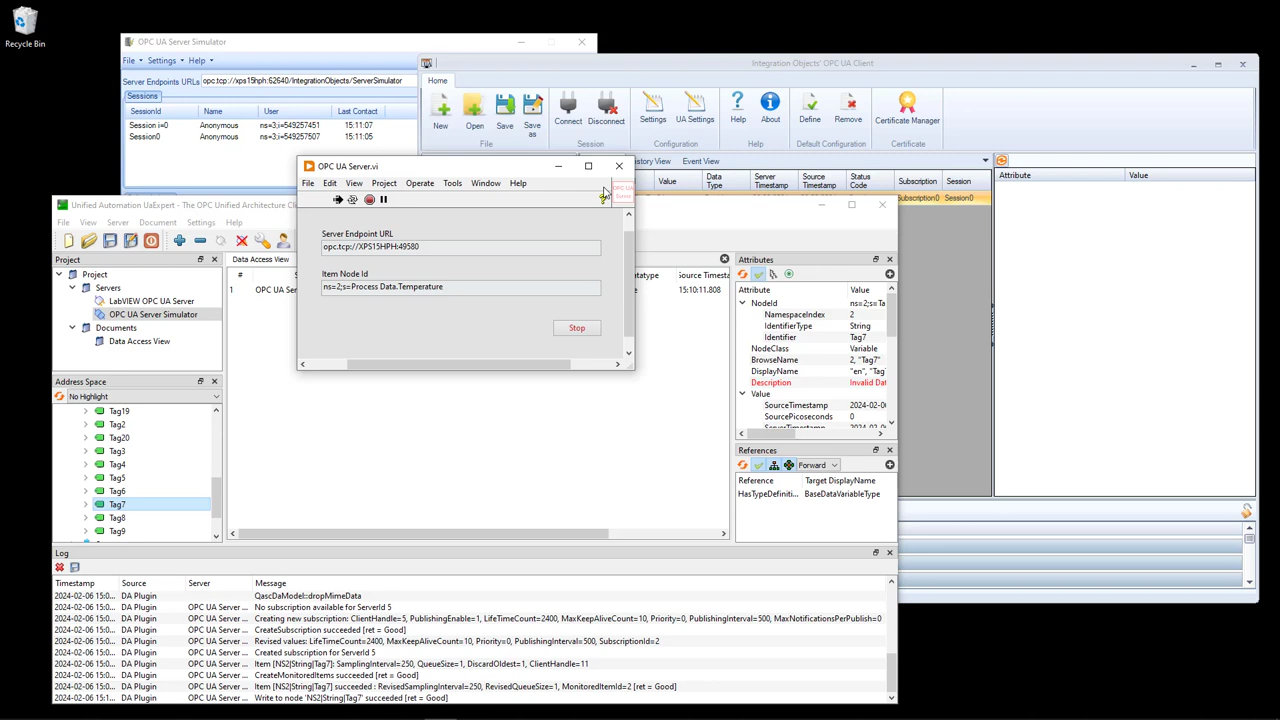 Recycle Bin
OPC UA Server Simulator
File Settings Help
Server Endpoints URLs opc.tcp://xps15hph:62640/IntegrationObjects/ServerSimulator
Sessions
SessionId Name User Last Contact
Session i=0 Anonymous ns=3;i=549257451 15:11:07
Session0 Anonymous ns=3;i=549257507 15:11:05
Integration Objects' OPC UA Client
Home
New Open Save Save as Connect Disconnect Settings UA Settings Help About Define Remove Certificate Manager
File Session Configuration Help Default Configuration Certificate
History View Event View
Value Data Type Server Timestamp Source Timestamp Status Code Subscription Session
Subscription0 Session0
Attribute Value
OPC UA Server.vi
File Edit View Project Operate Tools Window Help
OPC UA
Server Endpoint URL
opc.tcp://XPS15HPH:49580
Item Node Id
ns=2;s=Process Data.Temperature
Stop
Unified Automation UaExpert - The OPC Unified Architecture Cli
File View Server Document Settings Help
Project
Project
Servers
LabVIEW OPC UA Server
OPC UA Server Simulator
Documents
Data Access View
Data Access View
# Datatype Source Timesta
1 OPC UA Ser 15:10:11.808
Address Space
No Highlight
Tag19
Tag2
Tag20
Tag3
Tag4
Tag5
Tag6
Tag7
Tag8
Tag9
Attributes
Attribute Value
NodeId ns=2;s=Ta
NamespaceIndex 2
IdentifierType String
Identifier Tag7
NodeClass Variable
BrowseName 2, "Tag7"
DisplayName "en", "Tag
Description Invalid Dat
Value
SourceTimestamp 2024-02-06
SourcePicoseconds 0
ServerTimestamp 2024-02-06
References
Forward
Reference Target DisplayName
HasTypeDefiniti... BaseDataVariableType
Log
Timestamp Source Server Message
2024-02-06 15:0... DA Plugin QascDaModel::dropMimeData
2024-02-06 15:0... DA Plugin OPC UA Server ... No subscription available for ServerId 5
2024-02-06 15:0... DA Plugin OPC UA Server ... Creating new subscription: ClientHandle=5, PublishingEnable=1, LifeTimeCount=2400, MaxKeepAliveCount=10, Priority=0, PublishingInterval=500, MaxNotificationsPerPublish=0
2024-02-06 15:0... DA Plugin OPC UA Server ... CreateSubscription succeeded [ret = Good]
2024-02-06 15:0... DA Plugin OPC UA Server ... Revised values: LifeTimeCount=2400, MaxKeepAliveCount=10, Priority=0, PublishingInterval=500, SubscriptionId=2
2024-02-06 15:0... DA Plugin OPC UA Server ... Created subscription for ServerId 5
2024-02-06 15:0... DA Plugin OPC UA Server ... Item [NS2|String|Tag7]: SamplingInterval=250, QueueSize=1, DiscardOldest=1, ClientHandle=11
2024-02-06 15:0... DA Plugin OPC UA Server ... CreateMonitoredItems succeeded [ret = Good]
2024-02-06 15:0... DA Plugin OPC UA Server ... Item [NS2|String|Tag7] succeeded : RevisedSamplingInterval=250, RevisedQueueSize=1, MonitoredItemId=2 [ret = Good]
2024-02-06 15:0... DA Plugin OPC UA Server ... Write to node 'NS2|String|Tag7' succeeded [ret = Good]